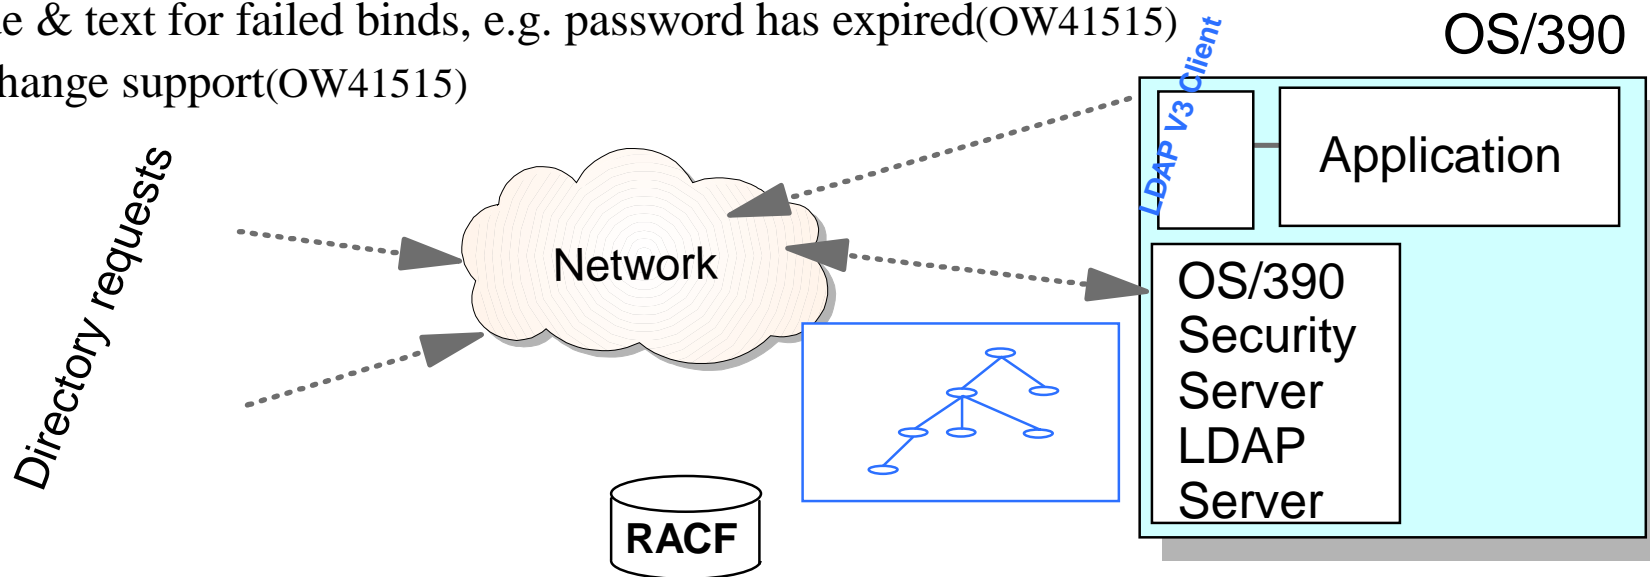 & text for failed binds, e.g. password has expired(OW41515)
hange support(OW41515)
OS/390
LDAP V3 Client
Application
Directory requests
Network
OS/390
Security
Server
LDAP
Server
RACF